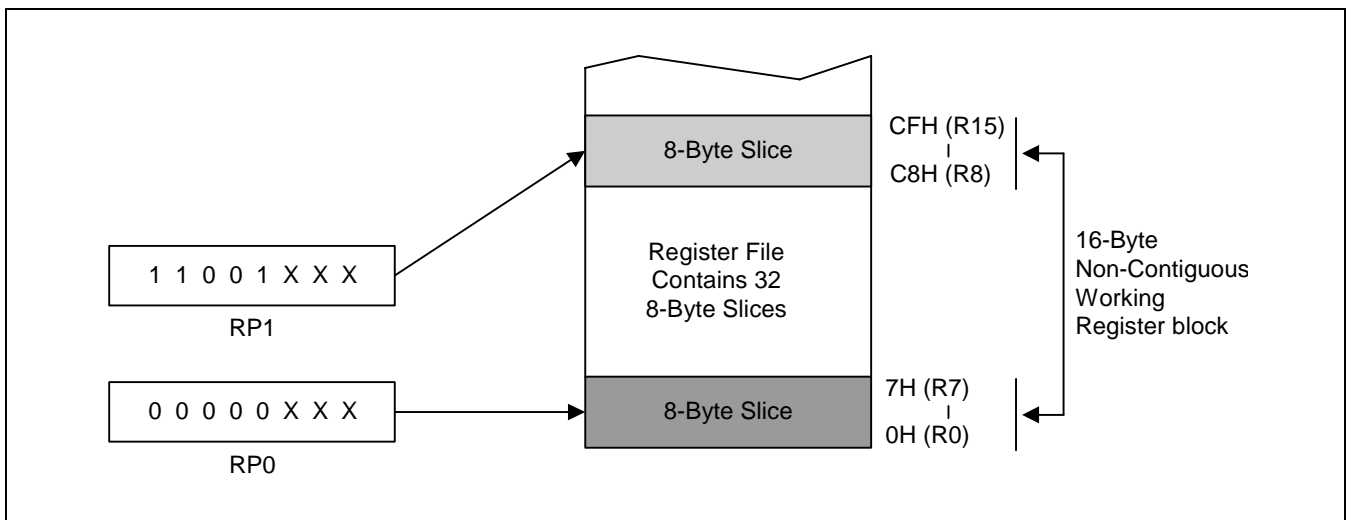 8-Byte Slice
CFH (R15)
C8H (R8)
1 1 0 0 1 X X X
RP1
Register File
Contains 32
8-Byte Slices
16-Byte
Non-Contiguous
Working
Register block
0 0 0 0 0 X X X
RP0
8-Byte Slice
7H (R7)
0H (R0)